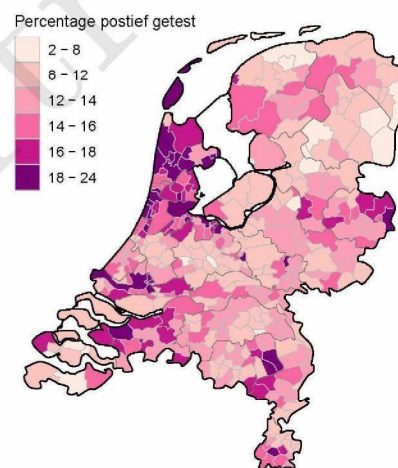 Percentage postief getest
2 – 8
8 – 12
12 – 14
14 – 16
16 – 18
18 – 24